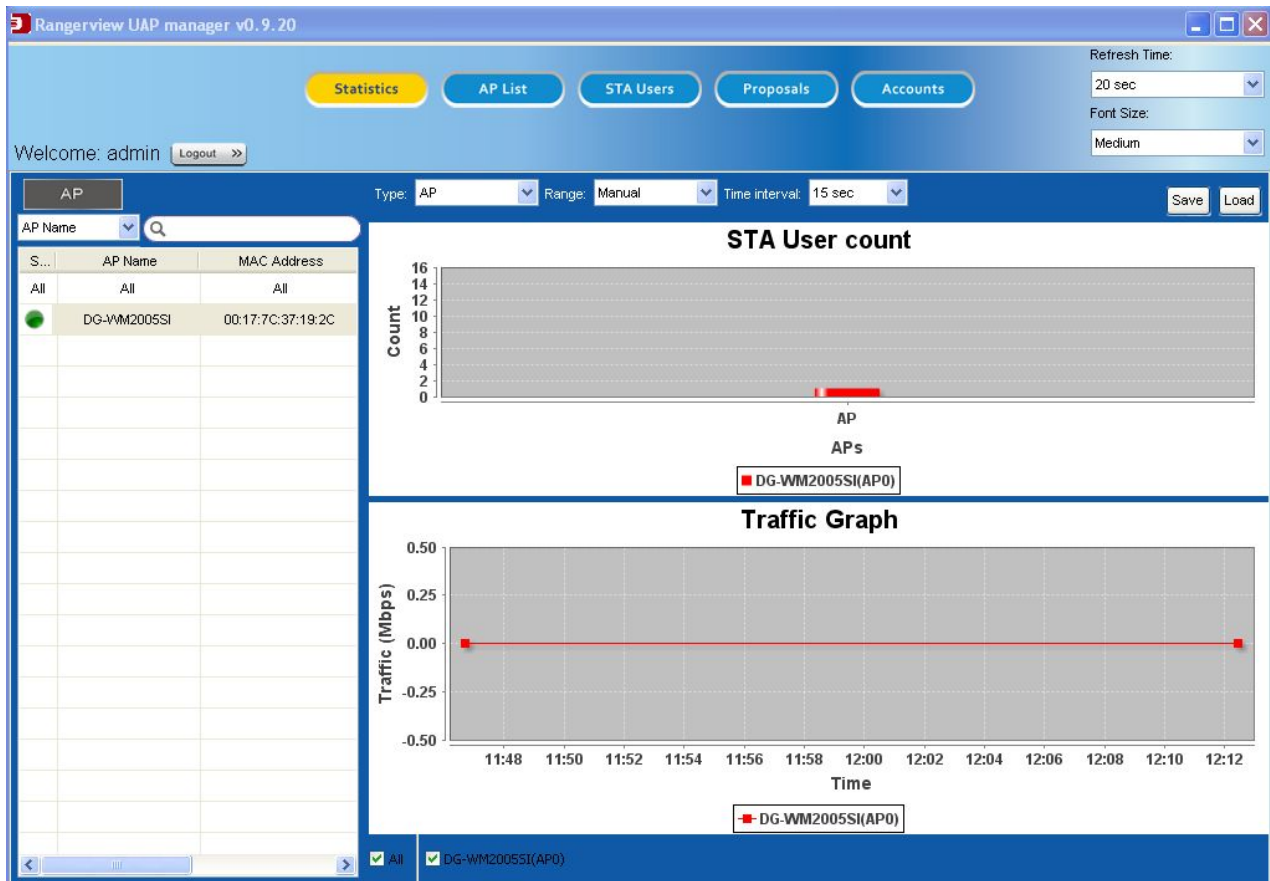 Rangerview UAP manager v0.9.20
Refresh Time:
Statistics AP List STA Users Proposals Accounts
20 sec
Font Size:
Welcome: admin Logout »
Medium
AP
Type: AP Range: Manual Time interval: 15 sec Save Load
AP Name
STA User count
S... AP Name MAC Address
All All All
DG-WM2005SI 00:17:7C:37:19:2C
16
14
12
10
8
6
4
2
0
Count
AP
APs
DG-WM2005SI(AP0)
Traffic Graph
0.50
0.25
0.00
-0.25
-0.50
Traffic (Mbps)
11:48 11:50 11:52 11:54 11:56 11:58 12:00 12:02 12:04 12:06 12:08 12:10 12:12
Time
DG-WM2005SI(AP0)
All DG-WM2005SI(AP0)